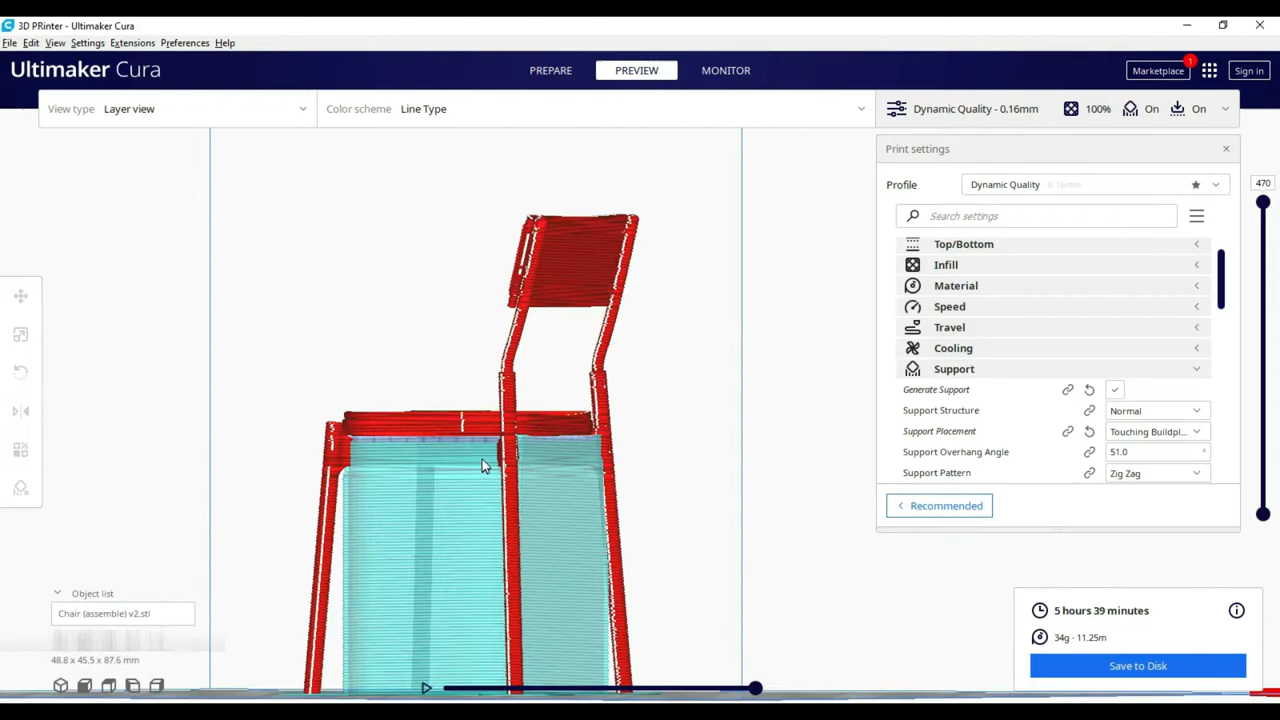 3D PRinter - Ultimaker Cura
File Edit View Settings Extensions Preferences Help
Ultimaker Cura
PREPARE PREVIEW MONITOR
Marketplace 1 Sign in
View type Layer view
Color scheme Line Type
Dynamic Quality - 0.16mm 100% On On
Print settings
Profile Dynamic Quality - 0.16mm
470
Search settings
Top/Bottom
Infill
Material
Speed
Travel
Cooling
Support
Generate Support
Support Structure Normal
Support Placement Touching Buildpl...
Support Overhang Angle 51.0 °
Support Pattern Zig Zag
Recommended
Object list
Chair (assemble) v2.stl
48.8 x 45.5 x 87.6 mm
5 hours 39 minutes
34g · 11.25m
Save to Disk